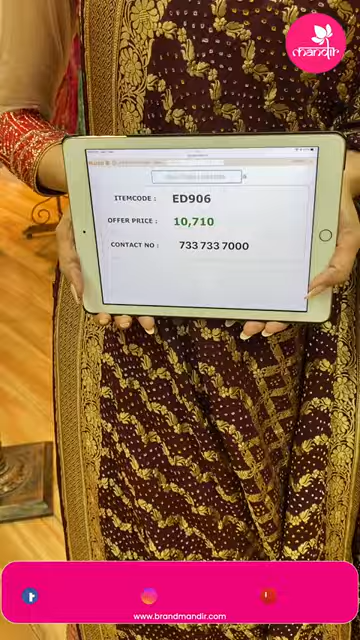 mandir
ITEMCODE : ED906
OFFER PRICE : 10,710
CONTACT NO : 733 733 7000
www.brandmandir.com